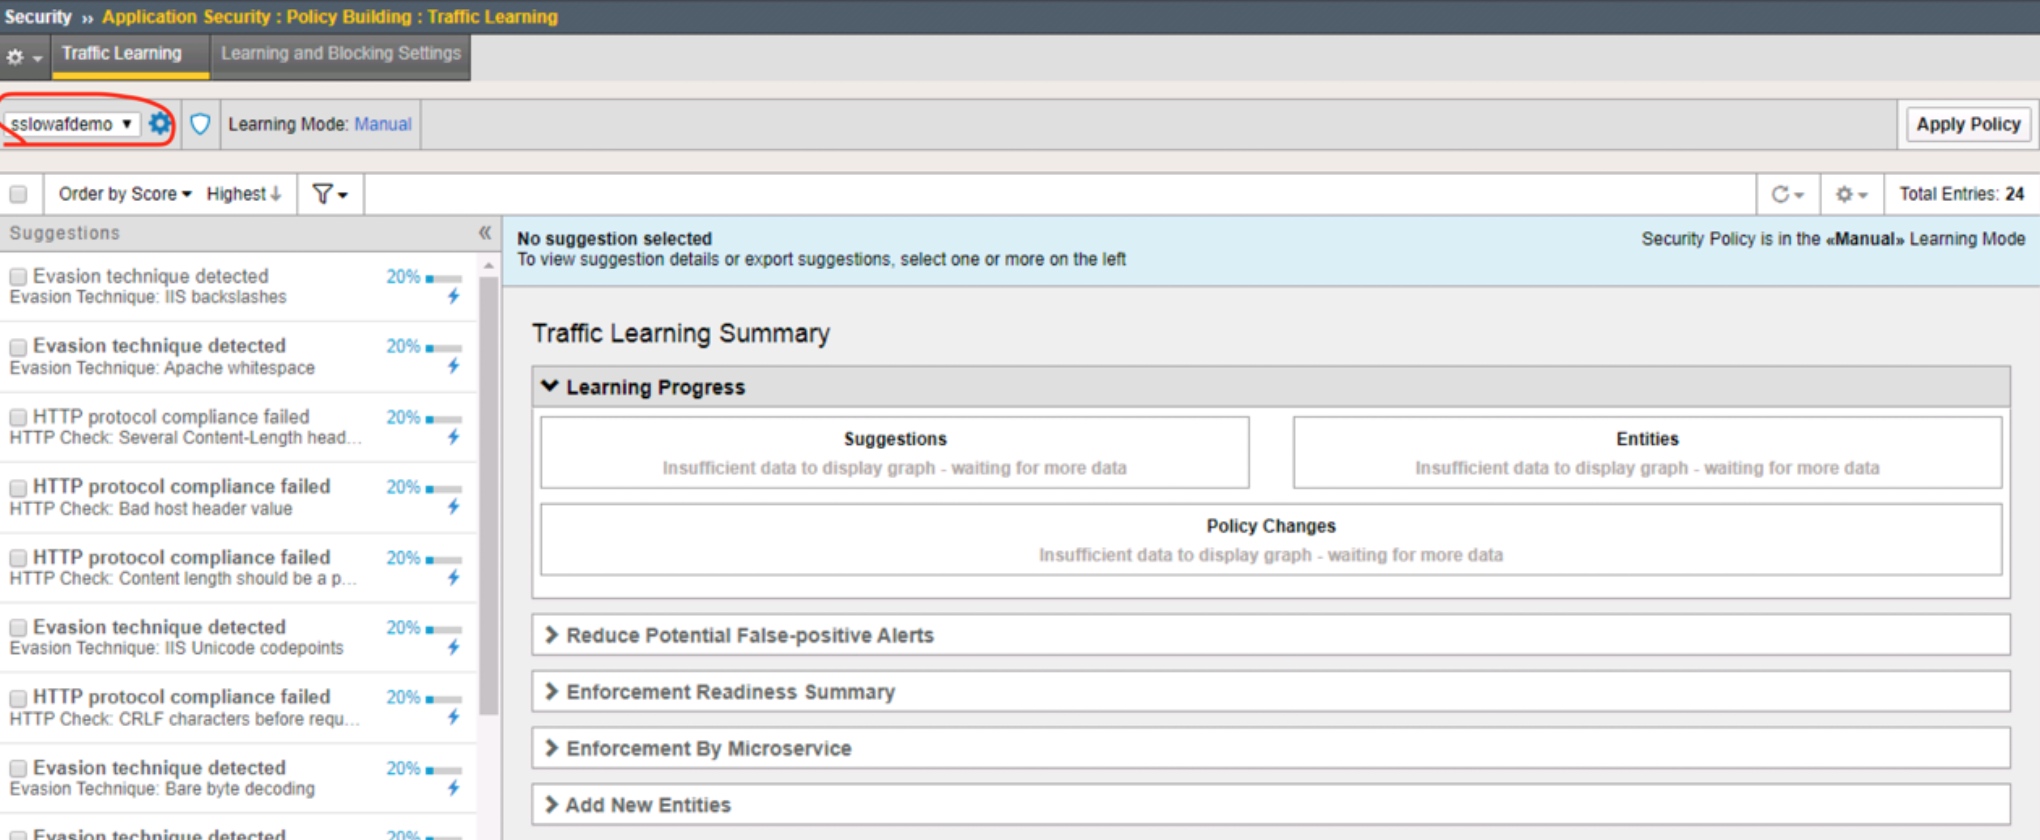 Security » Application Security : Policy Building : Traffic Learning
Traffic Learning
Learning and Blocking Settings
sslowafdemo
Learning Mode: Manual
Apply Policy
Order by Score
Highest
Total Entries: 24
Suggestions
«
Evasion technique detected 20%
Evasion Technique: IIS backslashes
Evasion technique detected 20%
Evasion Technique: Apache whitespace
HTTP protocol compliance failed 20%
HTTP Check: Several Content-Length head...
HTTP protocol compliance failed 20%
HTTP Check: Bad host header value
HTTP protocol compliance failed 20%
HTTP Check: Content length should be a p...
Evasion technique detected 20%
Evasion Technique: IIS Unicode codepoints
HTTP protocol compliance failed 20%
HTTP Check: CRLF characters before requ...
Evasion technique detected 20%
Evasion Technique: Bare byte decoding
Evasion technique detected 20%
No suggestion selected
To view suggestion details or export suggestions, select one or more on the left
Security Policy is in the «Manual» Learning Mode
Traffic Learning Summary
Learning Progress
Suggestions
Insufficient data to display graph - waiting for more data
Entities
Insufficient data to display graph - waiting for more data
Policy Changes
Insufficient data to display graph - waiting for more data
Reduce Potential False-positive Alerts
Enforcement Readiness Summary
Enforcement By Microservice
Add New Entities